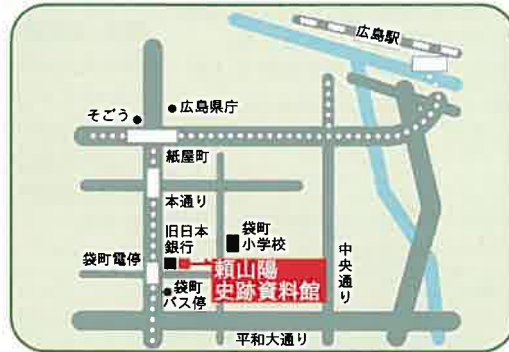 広島駅
広島県庁
そごう
紙屋町
本通り
旧日本
銀行
袋町
小学校
袋町電停
頼山陽
史跡資料館
中央通り
袋町
バス停
平和大通り